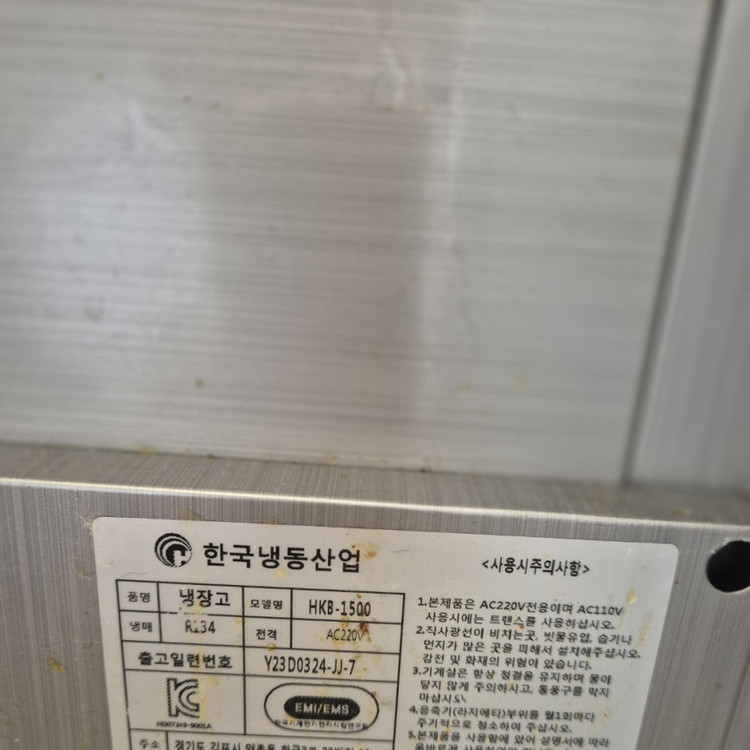 한국냉동산업
품명 냉장고 모델명 HKB-1500
냉매 R134 전격 AC220V
출고일련번호 Y23D0324-JJ-7
EMI/EMS
주소 경기도 김포시
<사용시주의사항>
1.본제품은 AC220V전용이며 AC110V
사용시에는 트랜스를 사용하십시오.
2.직사광선이 비치는곳, 빗물유입, 습기나
먼지가 많은 곳을 피해서 설치해주십시오.
감전 및 화재의 위험이 있습니다.
3.기계실은 항상 청결을 유지하며 물이
닿지 않게 주의하시고, 통풍구를 막지
마십시오\
4.응축기(라지에타)부위를 월1회마다
주기적으로 청소하여 주십시오.
5.본제품을 사용함에 있어 설명서에 따라